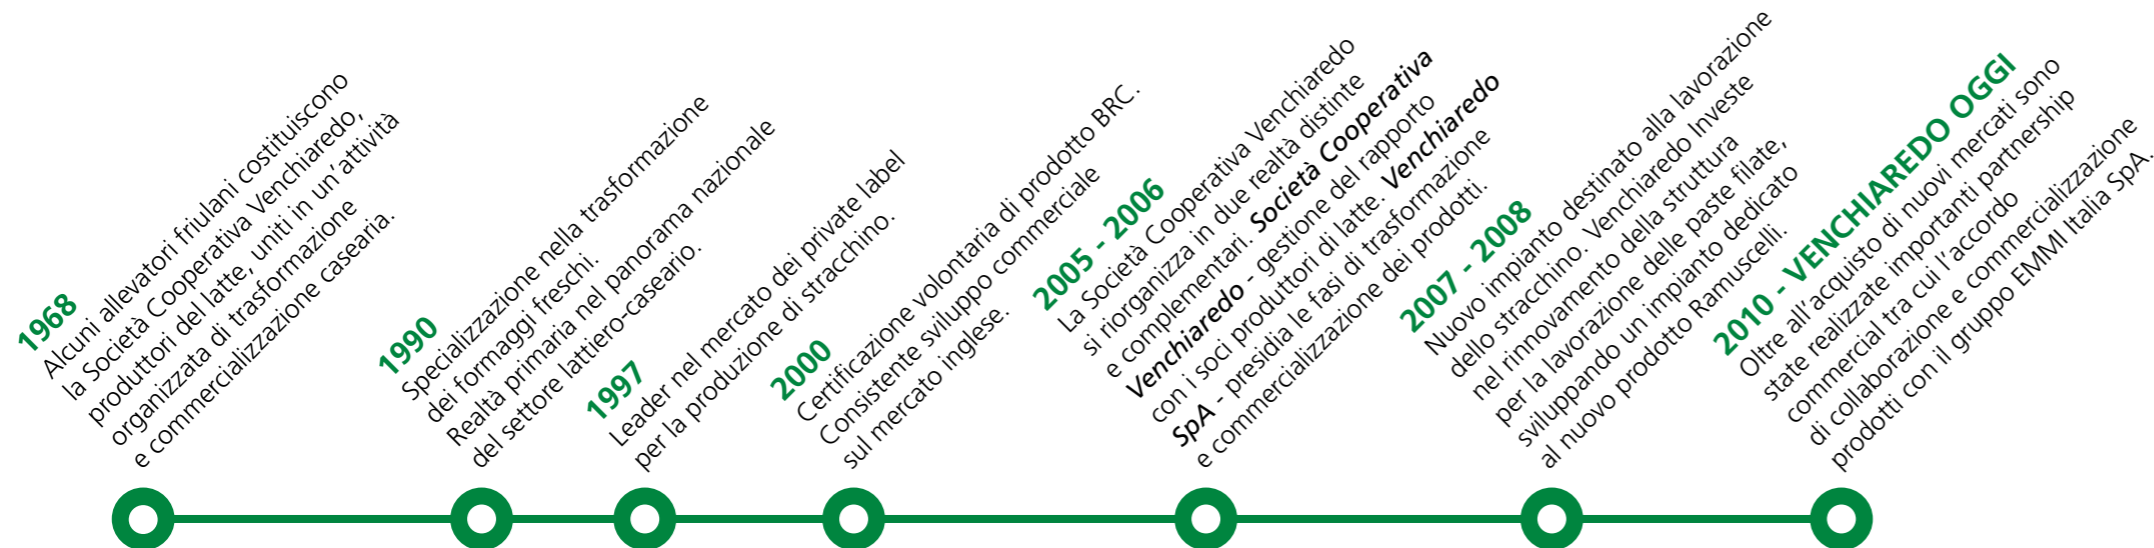 1968
Alcuni allevatori friulani costituiscono
la Società Cooperativa Venchiaredo,
produttori del latte, uniti in un'attività
organizzata di trasformazione
e commercializzazione casearia.
1990
Specializzazione nella trasformazione
dei formaggi freschi.
Realtà primaria nel panorama nazionale
del settore lattiero-caseario.
1997
Leader nel mercato dei private label
per la produzione di stracchino.
2000
Certificazione volontaria di prodotto BRC.
Consistente sviluppo commerciale
sul mercato inglese.
2005 - 2006
La Società Cooperativa Venchiaredo
si riorganizza in due realtà distinte
e complementari. Società Cooperativa
Venchiaredo - gestione del rapporto
con i soci produttori di latte. Venchiaredo
SpA - presidia le fasi di trasformazione
e commercializzazione dei prodotti.
2007 - 2008
Nuovo impianto destinato alla lavorazione
dello stracchino. Venchiaredo Investe
nel rinnovamento della struttura
per la lavorazione delle paste filate,
sviluppando un impianto dedicato
al nuovo prodotto Ramuscelli.
2010 - VENCHIAREDO OGGI
Oltre all'acquisto di nuovi mercati sono
state realizzate importanti partnership
commercial tra cui l'accordo
di collaborazione e commercializzazione
prodotti con il gruppo EMMI Italia SpA.